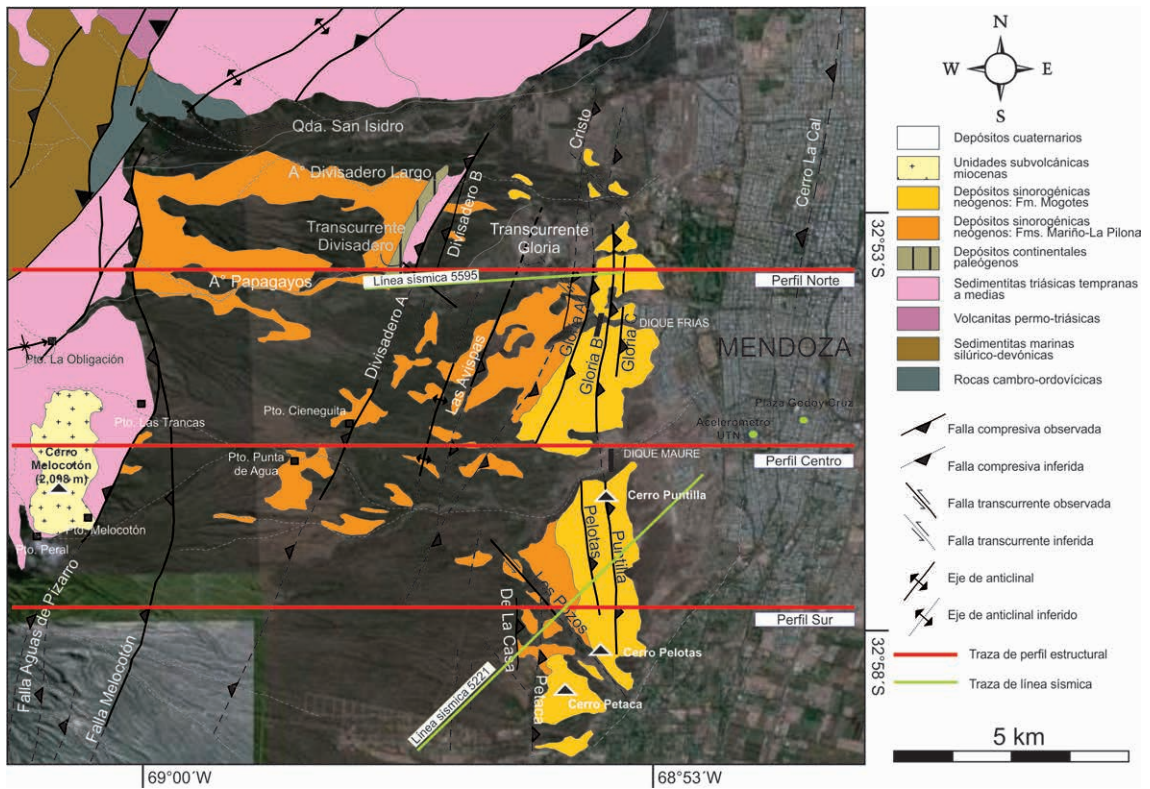 Qda. San Isidro
A° Divisadero Largo
Transcurrente
Divisadero
Divisadero B
Transcurrente
Gloria
Cristo
Cerro La Cal
Línea sísmica 5595
A° Papagayos
Perfil Norte
Divisadero A
Las Avispas
Gloria A
Gloria B
Gloria C
DIQUE FRIAS
MENDOZA
Pto. La Obligación
Pto. Las Trancas
Pto. Cieneguita
Plaza Godoy Cruz
Acelerómetro
UTN
Cerro
Melocotón
(2,098 m)
Pto. Punta
de Agua
DIQUE MAURE
Perfil Centro
Pto. Melocotón
Pto. Peral
Cerro Puntilla
Pelotas
Puntilla
Los Pozos
De La Casa
Perfil Sur
Falla Aguas de Pizarro
Falla Melocotón
Cerro Pelotas
Petaca
Cerro Petaca
Línea sísmica 5221
69°00'W
68°53'W
32°53'S
32°58'S
N
W
E
S
Depósitos cuaternarios
Unidades subvolcánicas
miocenas
Depósitos sinorogénicos
neógenos: Fm. Mogotes
Depósitos sinorogénicos
neógenos: Fms. Mariño-La Pilona
Depósitos continentales
paleógenos
Sedimentitas triásicas tempranas
a medias
Volcanitas permo-triásicas
Sedimentitas marinas
silúrico-devónicas
Rocas cambro-ordovícicas
Falla compresiva observada
Falla compresiva inferida
Falla transcurrente observada
Falla transcurrente inferida
Eje de anticlinal
Eje de anticlinal inferido
Traza de perfil estructural
Traza de línea sísmica
5 km